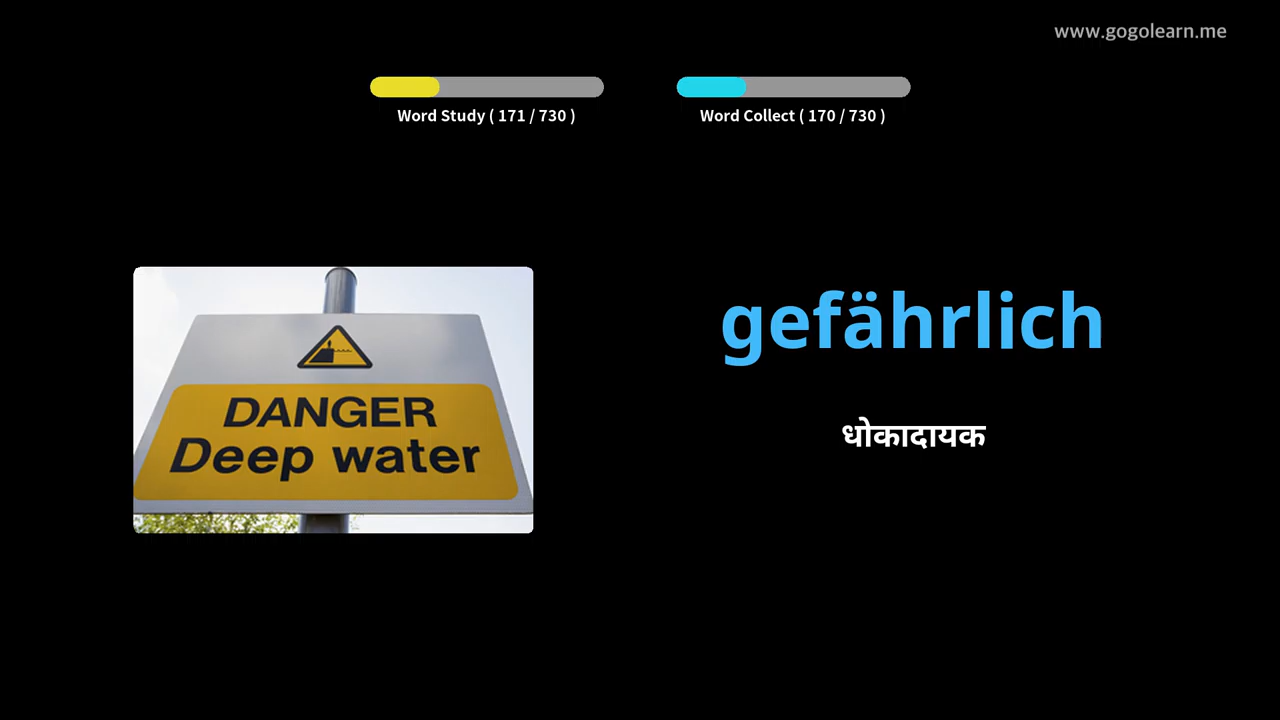 www.gogolearn.me
Word Study ( 171 / 730 )
Word Collect ( 170 / 730 )
DANGER
Deep water
gefährlich
धोकादायक